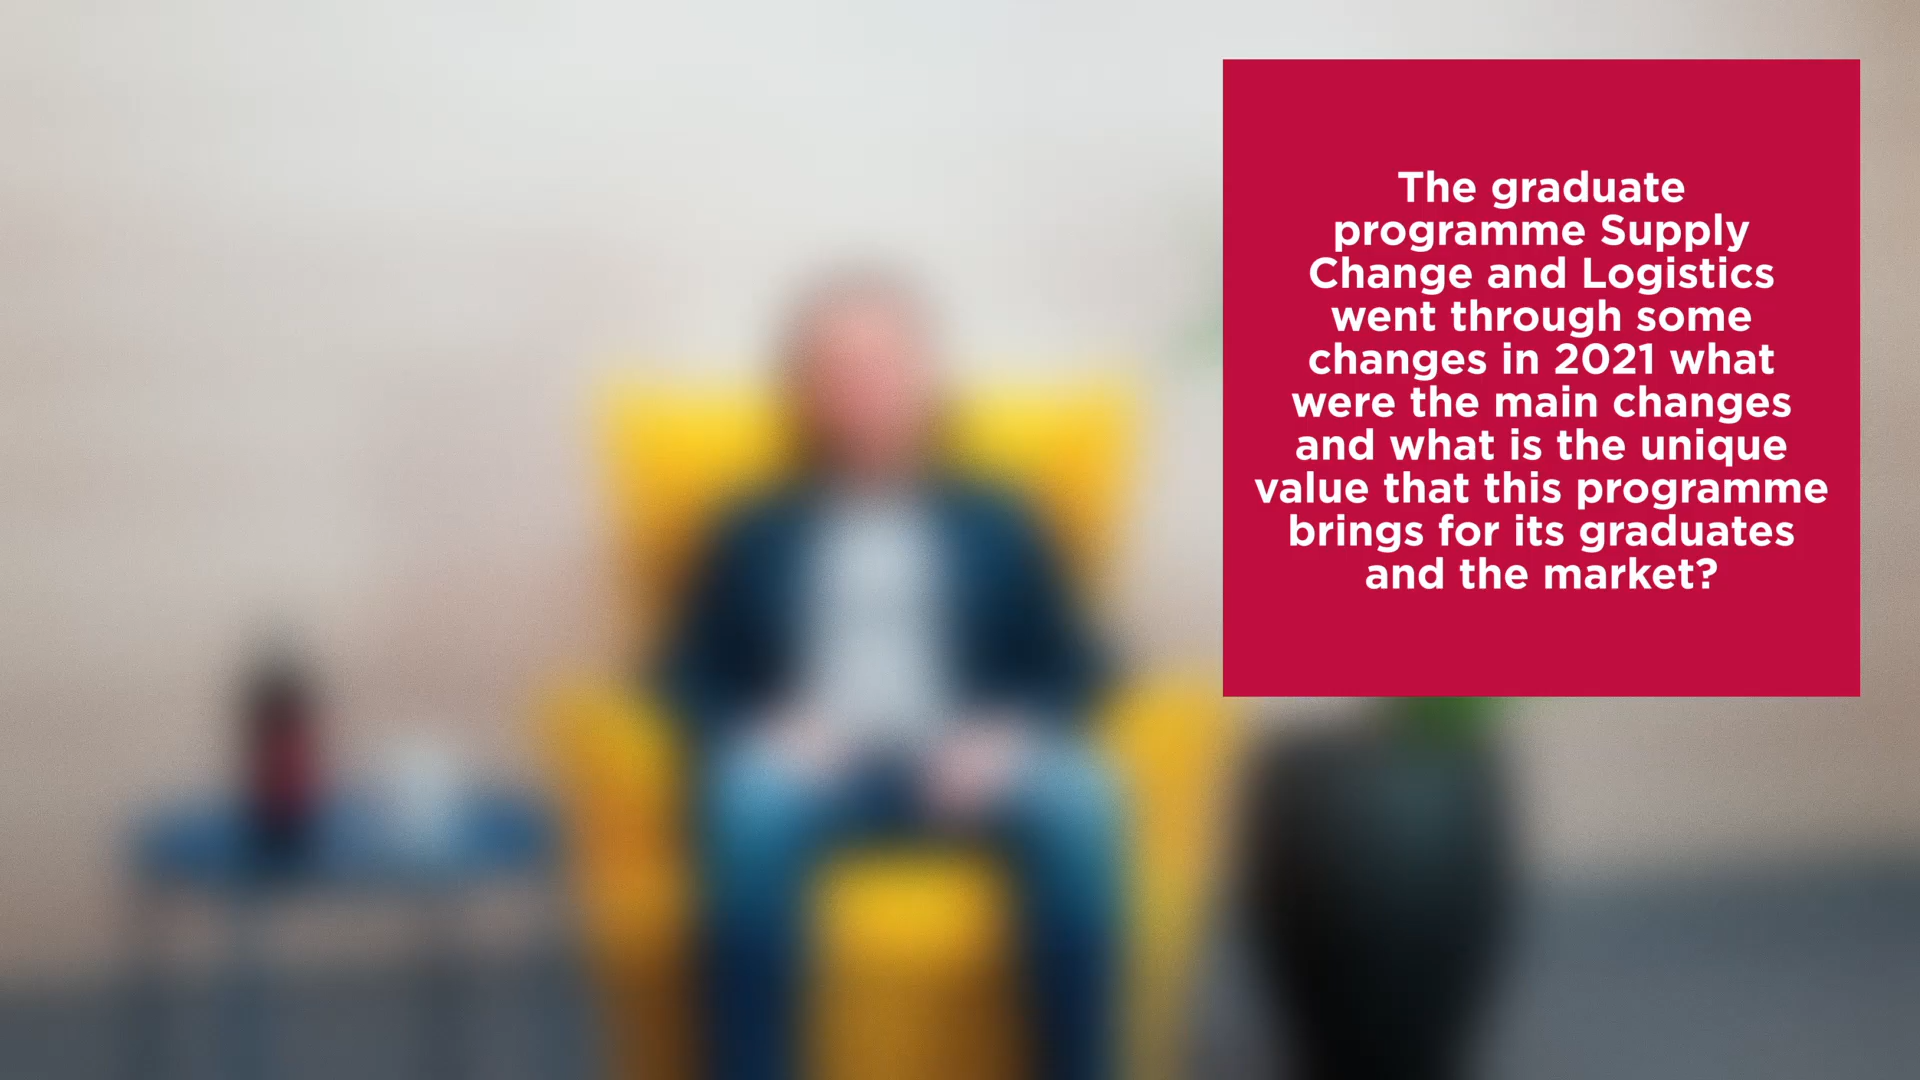 The graduate
programme Supply
Change and Logistics
went through some
changes in 2021 what
were the main changes
and what is the unique
value that this programme
brings for its graduates
and the market?